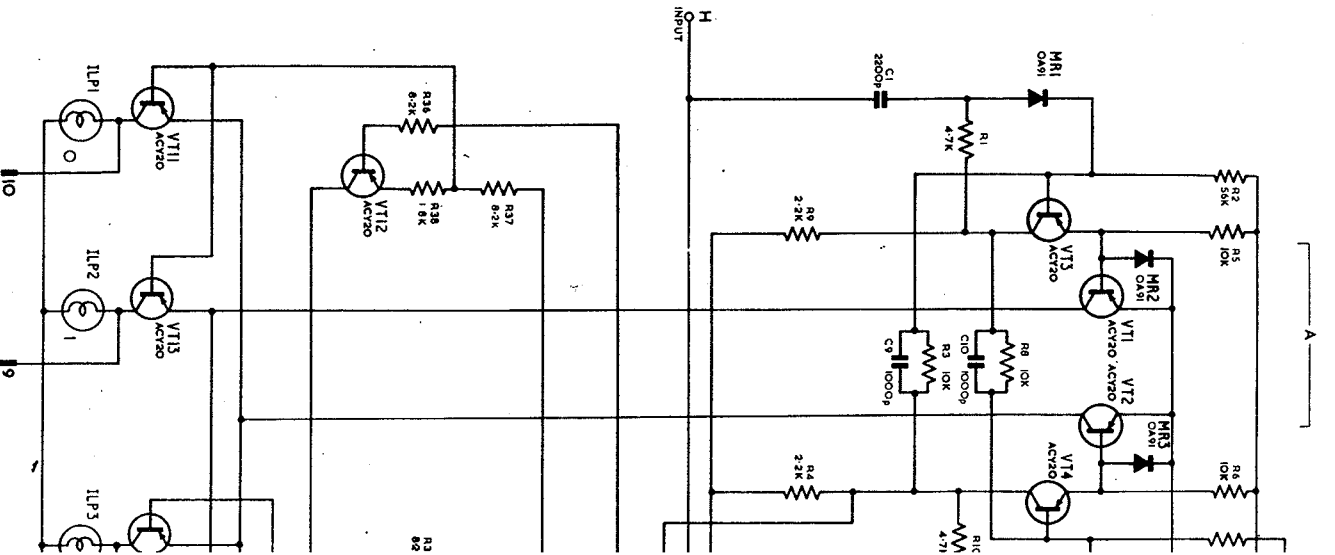 H
INPUT
C1
2200p
MR1
OA91
R1
4·7K
R2
56K
R9
2·2K
VT3
ACY20
R5
10K
MR2
OA91
VT1
ACY20
A
R3
10K
C9
1000p
R8
10K
C10
1000p
VT2
ACY20
MR3
OA91
R4
2·2K
VT4
ACY20
R6
10K
ILP1
O
VT11
ACY20
10
R36
8·2K
VT12
ACY20
R38
1·8K
R37
8·2K
ILP2
1
VT13
ACY20
9
ILP3